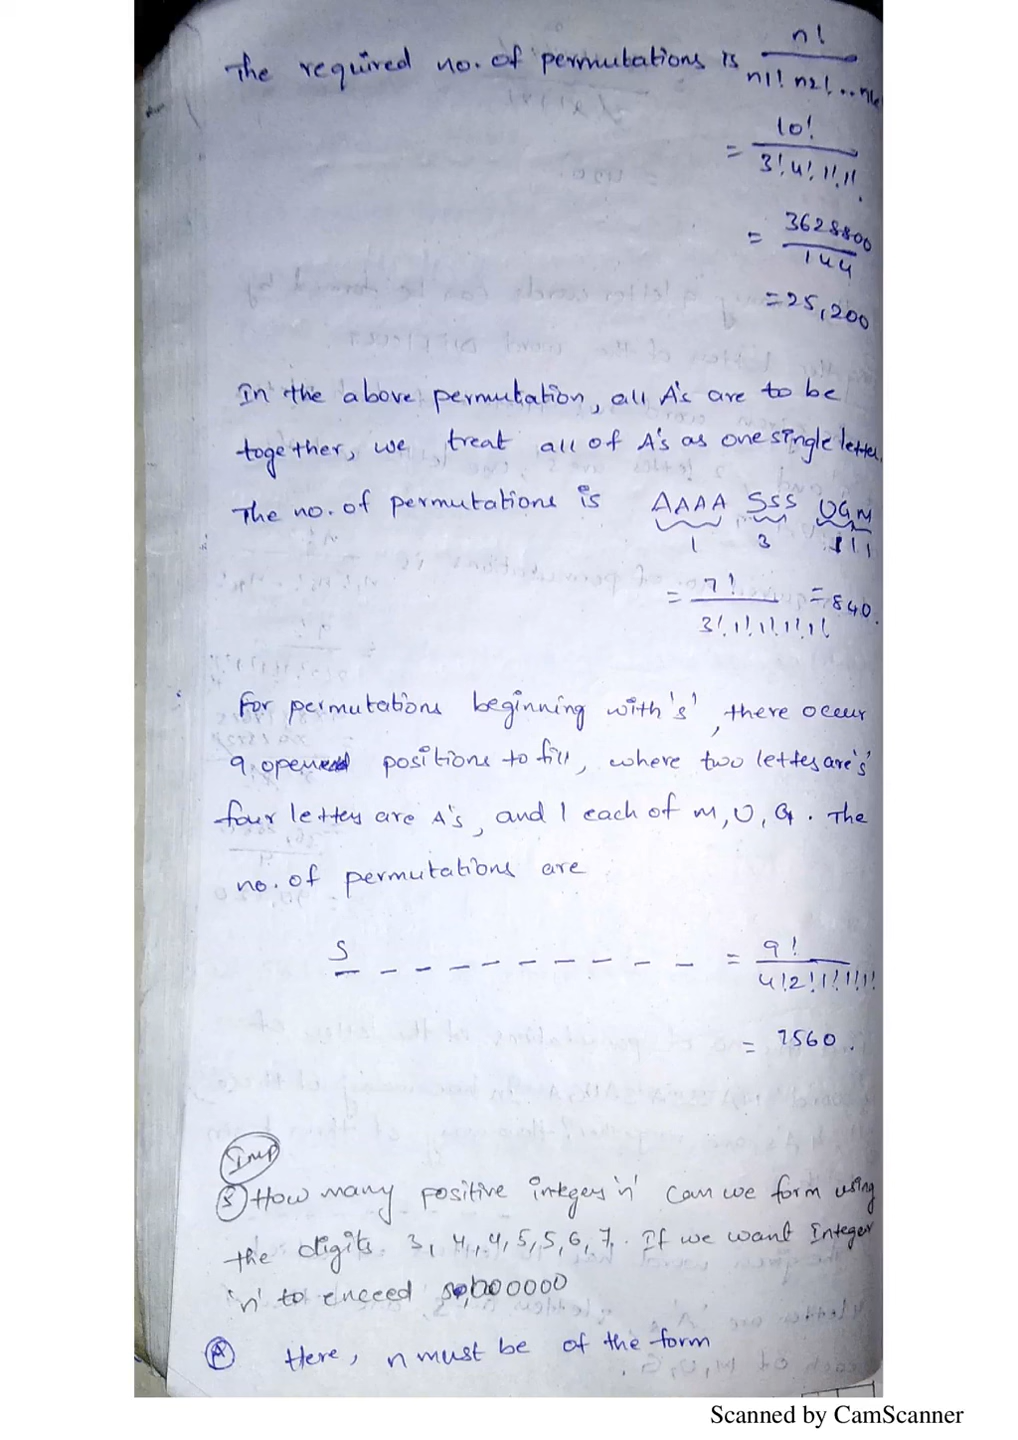 The required no. of permutations is n!
n1! n2! .. nk
= 10!
3! 4! 1! 1!
= 3628800
144
= 25,200
In the above permutation, all A's are to be
together, we treat all of A's as one single letter.
The no. of permutations is AAAA SSS UGM
1 3 1 1 1
= 7! = 840.
3! 1! 1! 1! 1!
For permutations beginning with 's', there occur
9 open positions to fill, where two letters are 's'
four letters are A's, and 1 each of M, U, G. The
no. of permutations are
S _ _ _ _ _ _ _ _ _ = 9!
4! 2! 1! 1! 1!
= 7560.
Imp
3) How many positive integers 'n' can we form using
the digits 3, 4, 4, 5, 5, 6, 7. If we want Integer
'n' to exceed
A Here, n must be of the form
Scanned by CamScanner